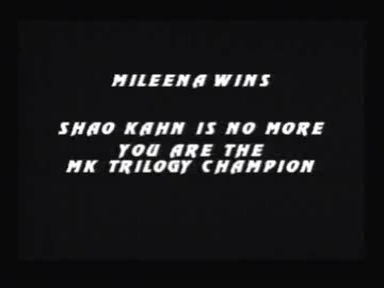 MILEENA WINS
SHAO KAHN IS NO MORE
YOU ARE THE
MK TRILOGY CHAMPION